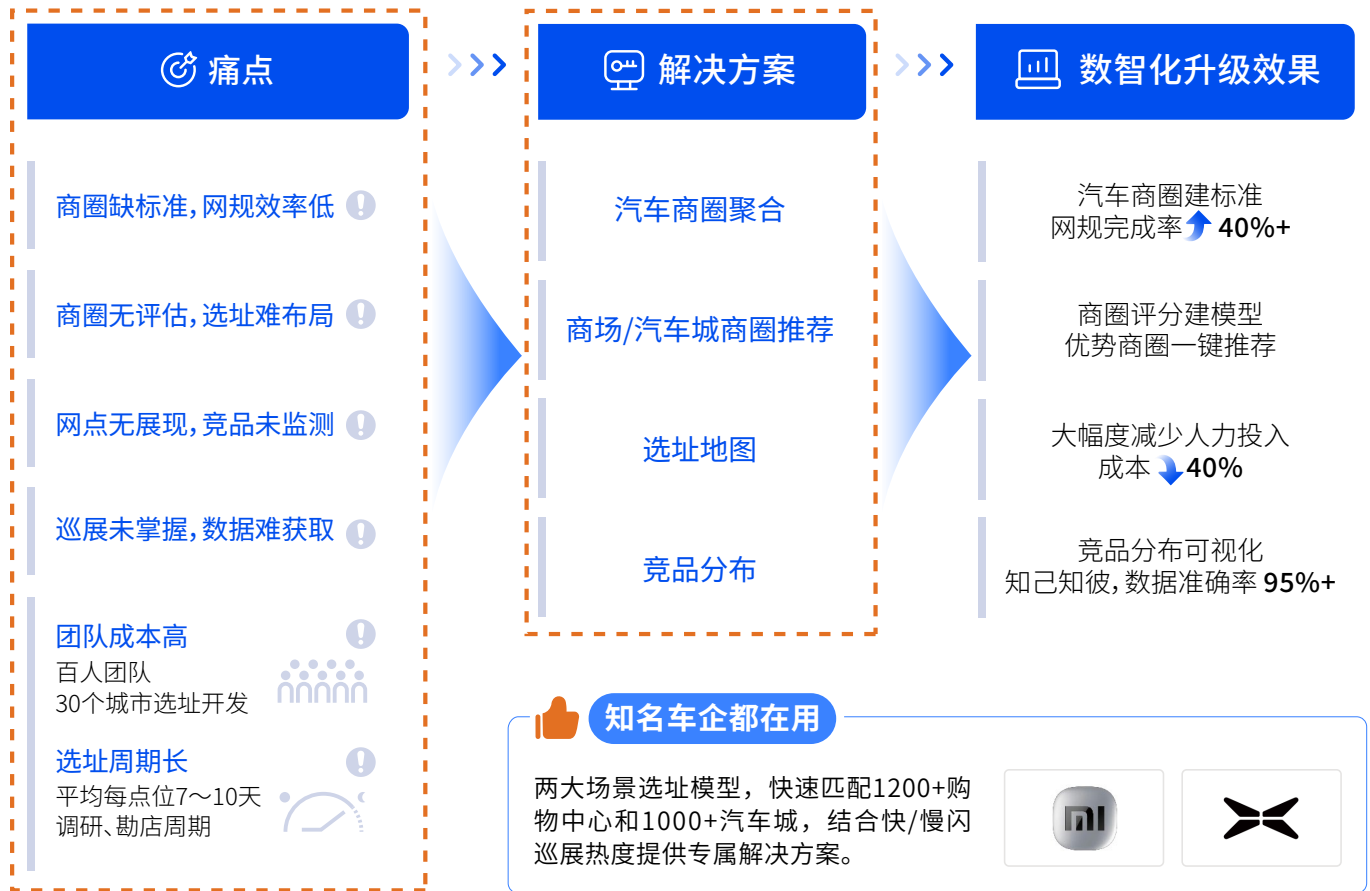 痛点
商圈缺标准,网规效率低
商圈无评估,选址难布局
网点无展现,竞品未监测
巡展未掌握,数据难获取
团队成本高
百人团队
30个城市选址开发
选址周期长
平均每点位7～10天
调研、勘店周期
解决方案
汽车商圈聚合
商场/汽车城商圈推荐
选址地图
竞品分布
数智化升级效果
汽车商圈建标准
网规完成率 40%+
商圈评分建模型
优势商圈一键推荐
大幅度减少人力投入
成本 40%
竞品分布可视化
知己知彼,数据准确率 95%+
知名车企都在用
两大场景选址模型，快速匹配1200+购
物中心和1000+汽车城，结合快/慢闪
巡展热度提供专属解决方案。
mi